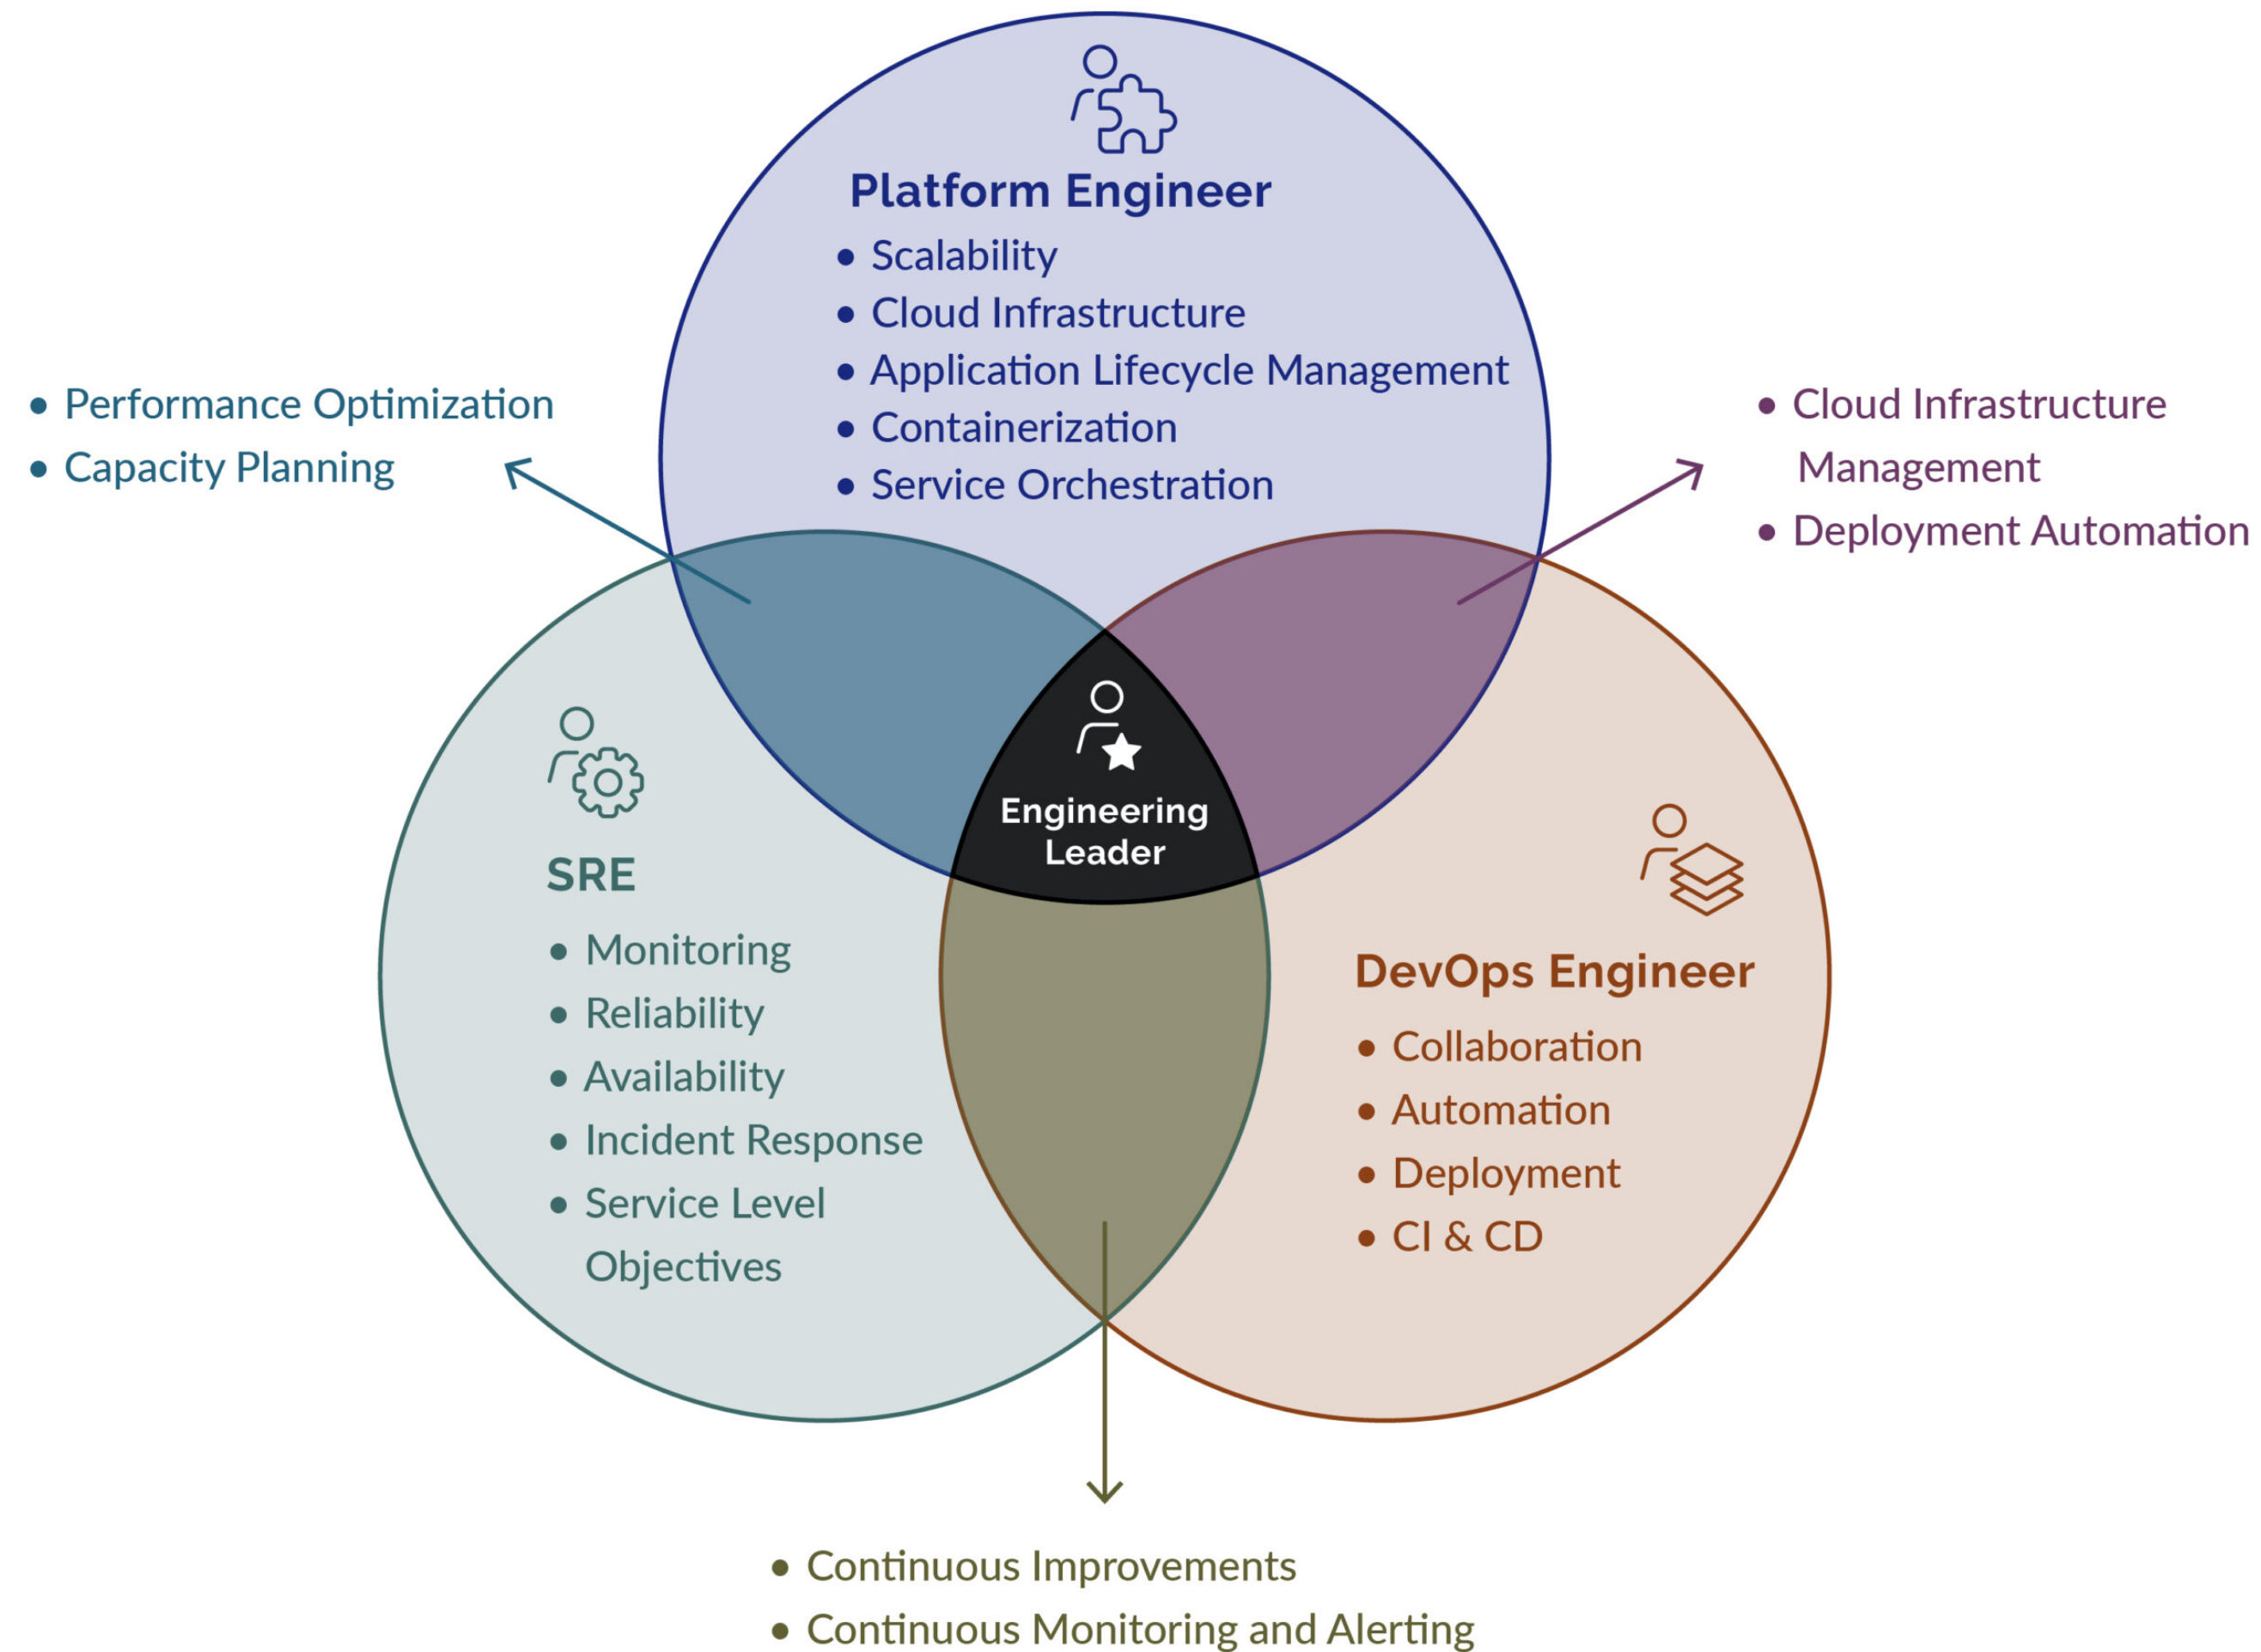 Platform Engineer
• Scalability
• Cloud Infrastructure
• Application Lifecycle Management
• Containerization
• Service Orchestration
• Performance Optimization
• Capacity Planning
• Cloud Infrastructure
Management
• Deployment Automation
Engineering
Leader
SRE
• Monitoring
• Reliability
• Availability
• Incident Response
• Service Level
Objectives
DevOps Engineer
• Collaboration
• Automation
• Deployment
• CI & CD
• Continuous Improvements
• Continuous Monitoring and Alerting